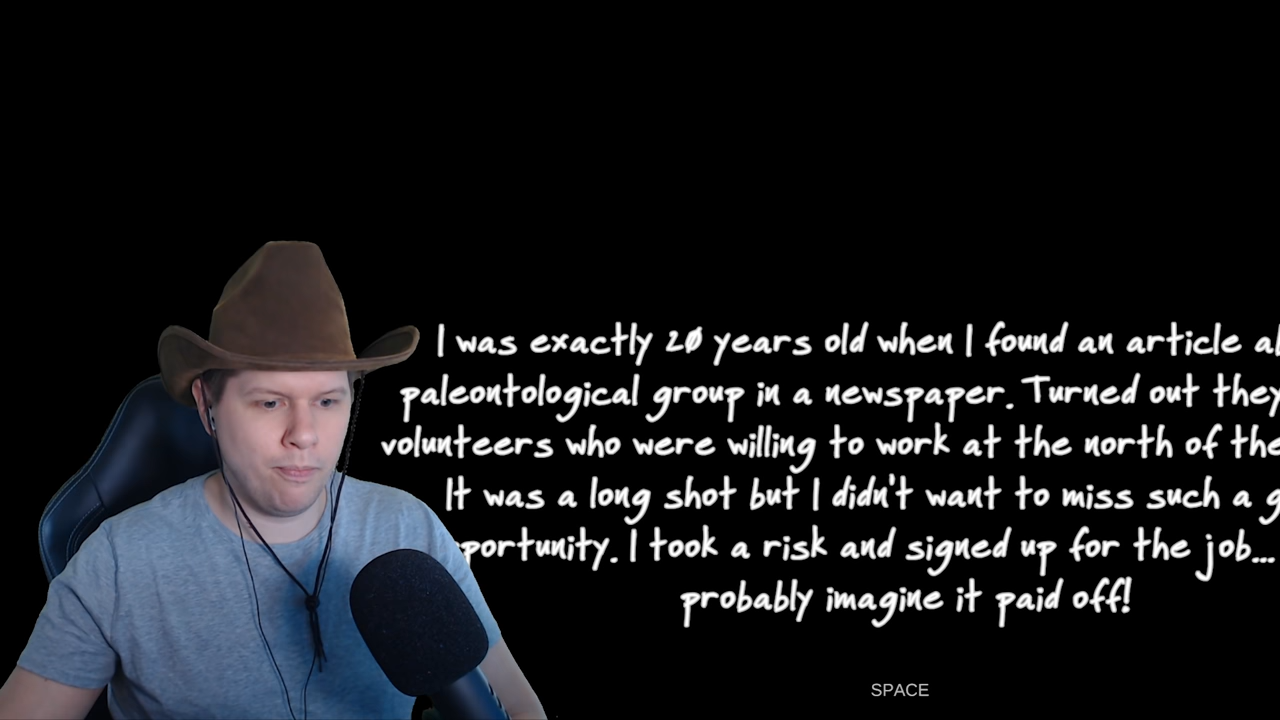 I was exactly 20 years old when I found an article
paleontological group in a newspaper. Turned out they
volunteers who were willing to work at the north of the
It was a long shot but I didn't want to miss such a
I took a risk and signed up for the job...
probably imagine it paid off!
SPACE